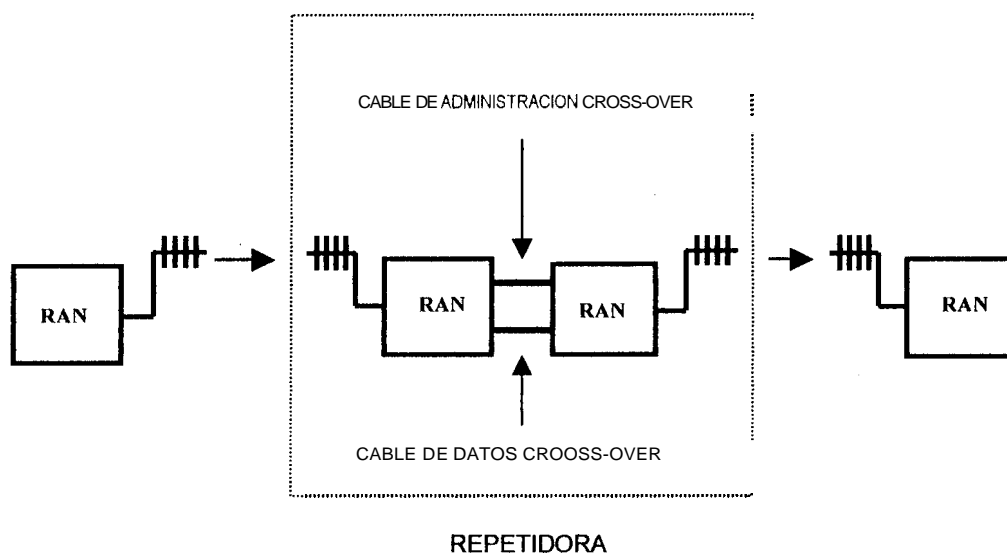 CABLE DE ADMINISTRACION CROSS-OVER
RAN
RAN
RAN
RAN
CABLE DE DATOS CROOSS-OVER
REPETIDORA